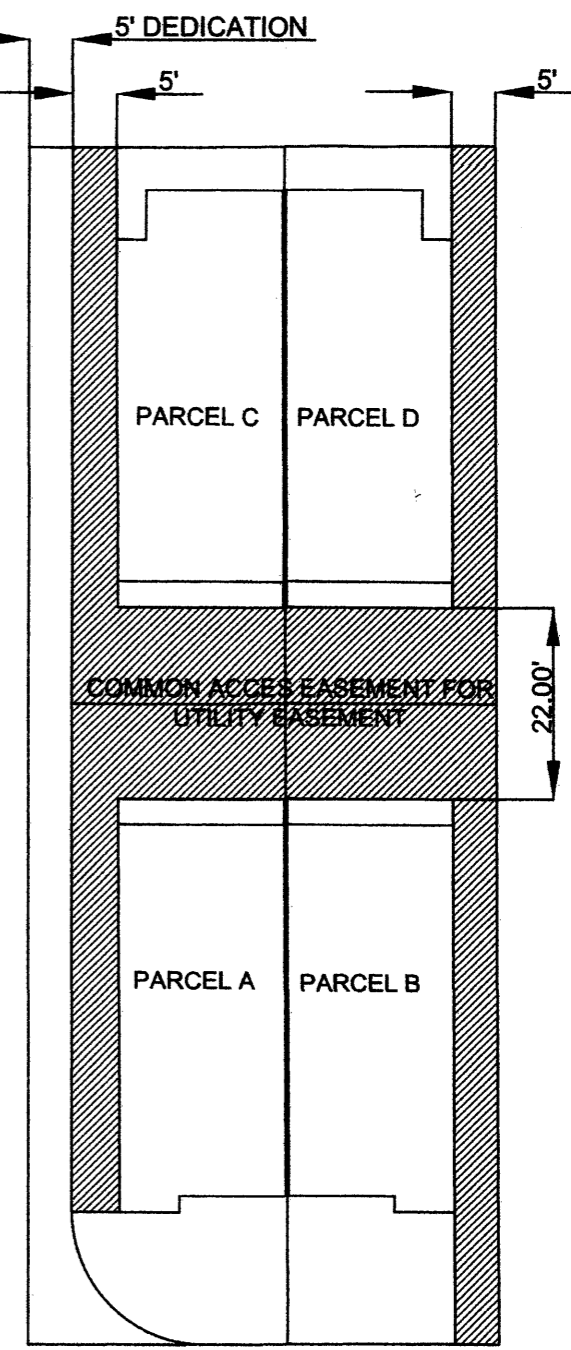 5' DEDICATION
5'
5'
PARCEL C
PARCEL D
COMMON ACCES EASEMENT FOR
UTILITY EASEMENT
22.00'
PARCEL A
PARCEL B